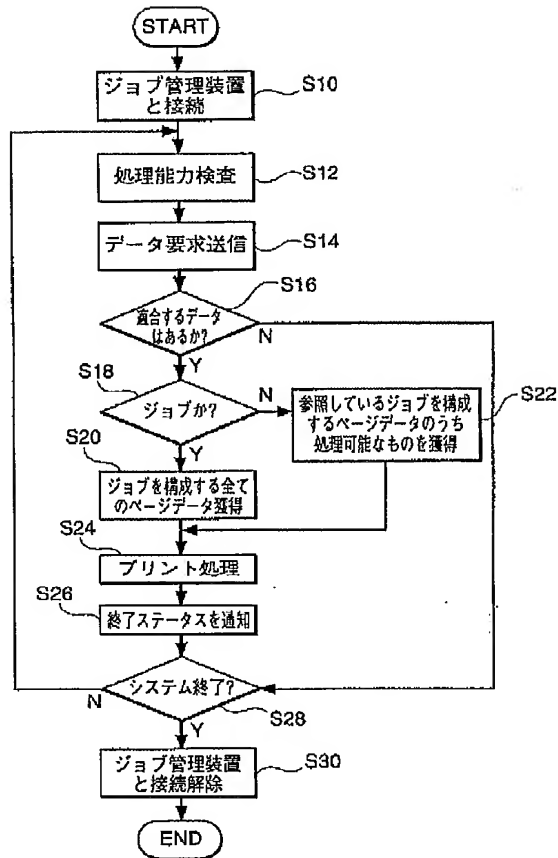 START
ジョブ管理装置
と接続
S10
処理能力検査
S12
データ要求送信
S14
S16
適合するデータ
はあるか?
N
Y
S18
ジョブか?
N
Y
参照しているジョブを構成
するページデータのうち
処理可能なものを獲得
S22
S20
ジョブを構成する全て
のページデータ獲得
S24
プリント処理
S26
終了ステータスを通知
システム終了?
N
S28
Y
ジョブ管理装置
と接続解除
S30
END